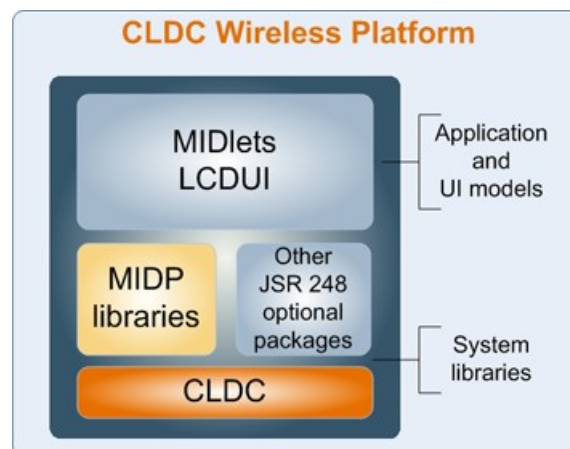 CLDC Wireless Platform
MIDlets
LCDUI
Application
and
UI models
MIDP
libraries
Other
JSR 248
optional
packages
System
libraries
CLDC